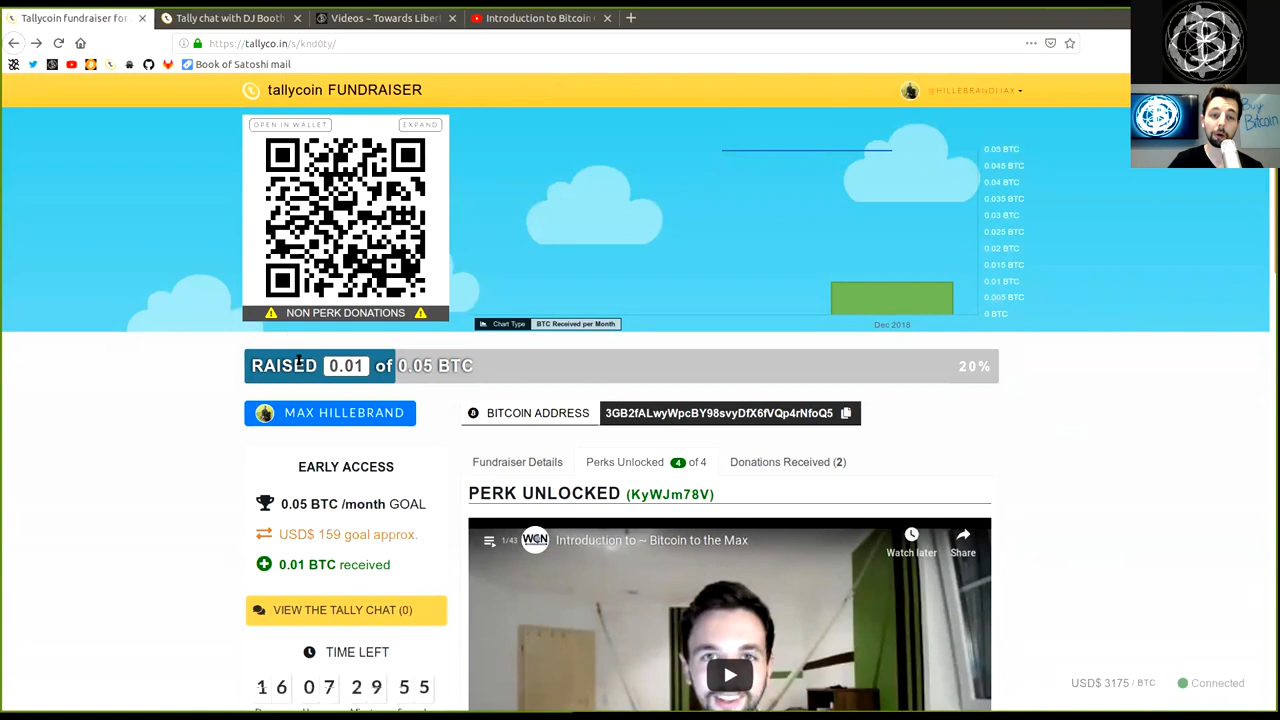 Tallycoin fundraiser for
Tally chat with DJ Booth
Videos ~ Towards Libert
Introduction to Bitcoin
https://tallyco.in/s/knd0ty/
Book of Satoshi mail
Buy
Bitcoin
tallycoin FUNDRAISER
@HILLEBRANDMAX
OPEN IN WALLET
EXPAND
NON PERK DONATIONS
0.05 BTC
0.045 BTC
0.04 BTC
0.035 BTC
0.03 BTC
0.025 BTC
0.02 BTC
0.015 BTC
0.01 BTC
0.005 BTC
0 BTC
Dec 2018
Chart Type BTC Received per Month
RAISED 0.01 of 0.05 BTC 20%
MAX HILLEBRAND
BITCOIN ADDRESS 3GB2fALwyWpcBY98svyDfX6fVQp4rNfoQ5
EARLY ACCESS
0.05 BTC /month GOAL
USD$ 159 goal approx.
0.01 BTC received
VIEW THE TALLY CHAT (0)
TIME LEFT
16 07 29 55
Fundraiser Details Perks Unlocked 4 of 4 Donations Received (2)
PERK UNLOCKED (KyWJm78V)
1/43 WCN Introduction to ~ Bitcoin to the Max
Watch later Share
USD$ 3175 / BTC Connected